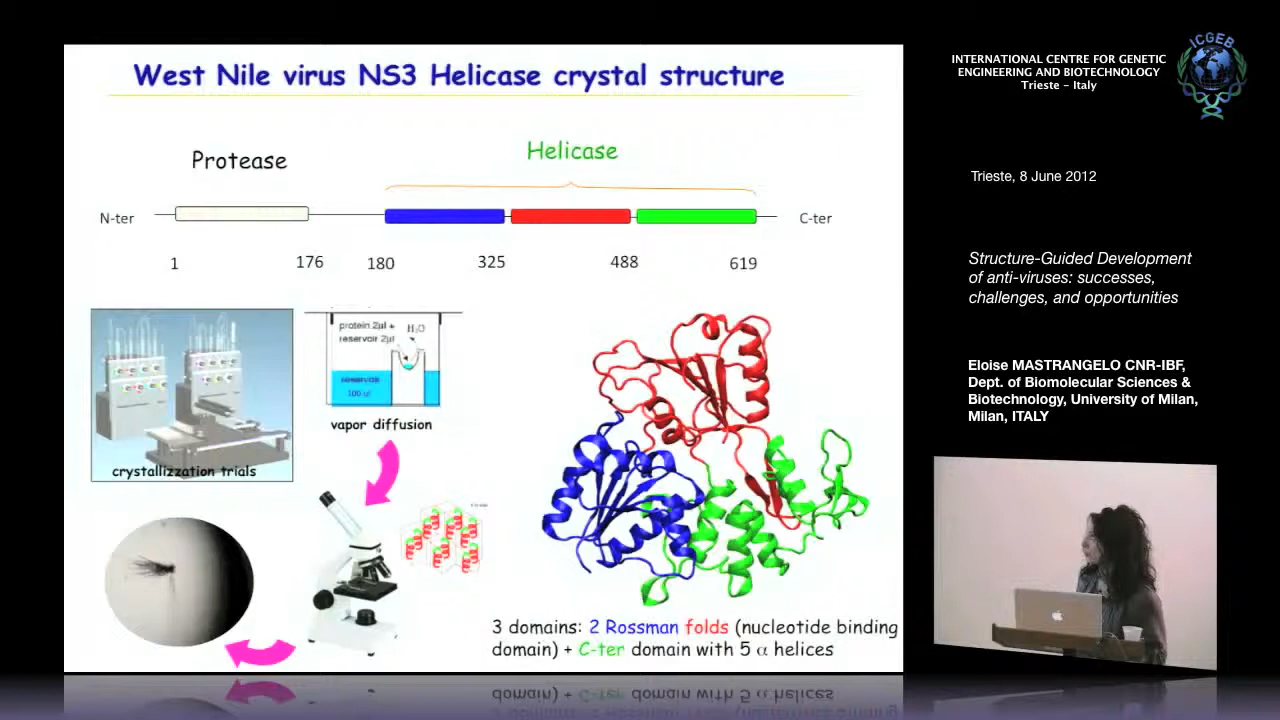 West Nile virus NS3 Helicase crystal structure
Protease
Helicase
N-ter
C-ter
1
176
180
325
488
619
protein 2µl +
H₂O
reservoir 2µl
reservoir
100 ul
vapor diffusion
crystallizzation trials
3 domains: 2 Rossman folds (nucleotide binding
domain) + C-ter domain with 5 α helices
ICGEB
INTERNATIONAL CENTRE FOR GENETIC
ENGINEERING AND BIOTECHNOLOGY
Trieste - Italy
Trieste, 8 June 2012
Structure-Guided Development
of anti-viruses: successes,
challenges, and opportunities
Eloise MASTRANGELO CNR-IBF,
Dept. of Biomolecular Sciences &
Biotechnology, University of Milan,
Milan, ITALY